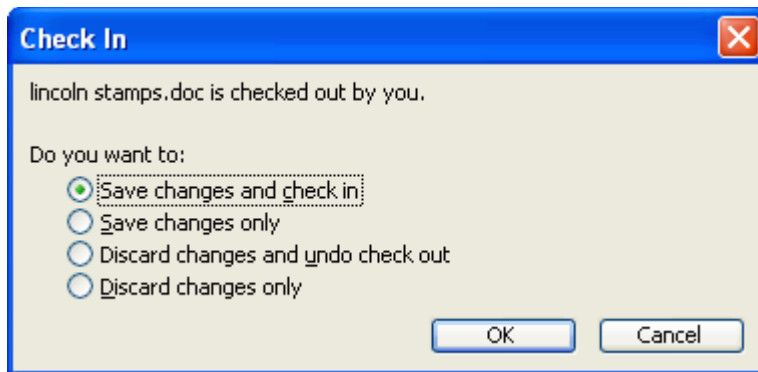 Check In
lincoln stamps.doc is checked out by you.
Do you want to:
Save changes and check in
Save changes only
Discard changes and undo check out
Discard changes only
OK Cancel